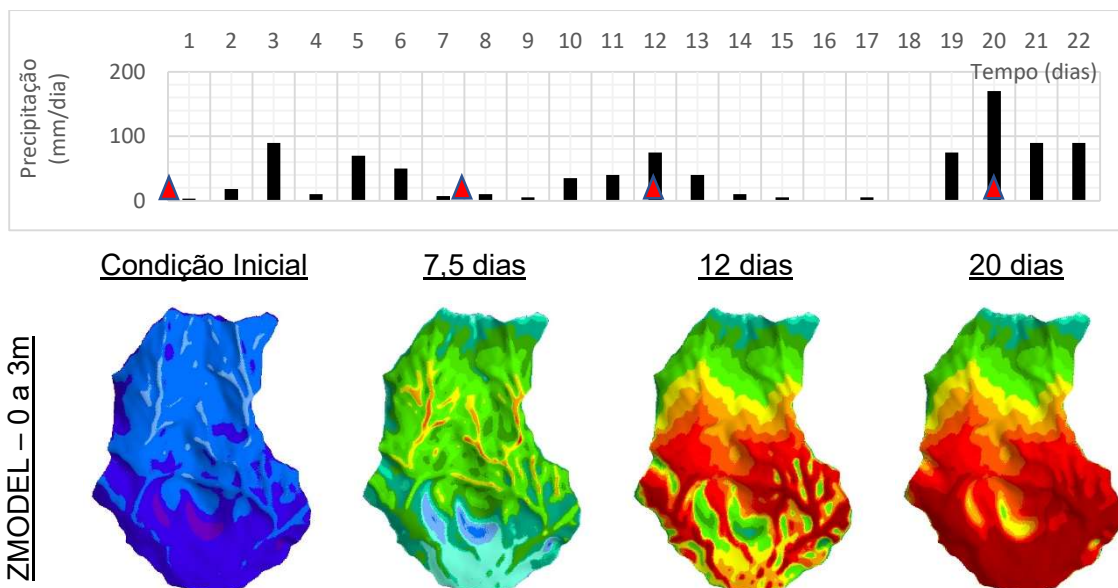 1 2 3 4 5 6 7 8 9 10 11 12 13 14 15 16 17 18 19 20 21 22
Tempo (dias)
Precipitação
(mm/dia)
200
100
0
Condição Inicial 7,5 dias 12 dias 20 dias
ZMODEL – 0 a 3m